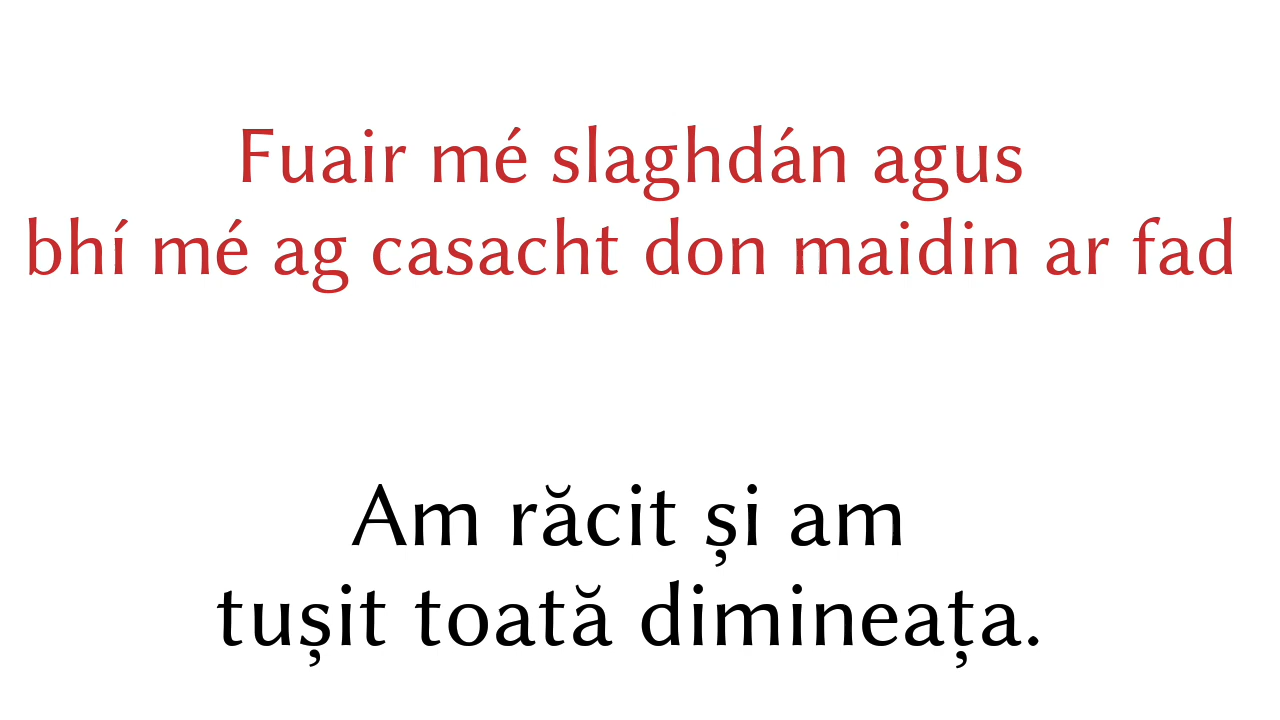 Fuair mé slaghdán agus
bhí mé ag casacht don maidin ar fad
Am răcit și am
tușit toată dimineața.